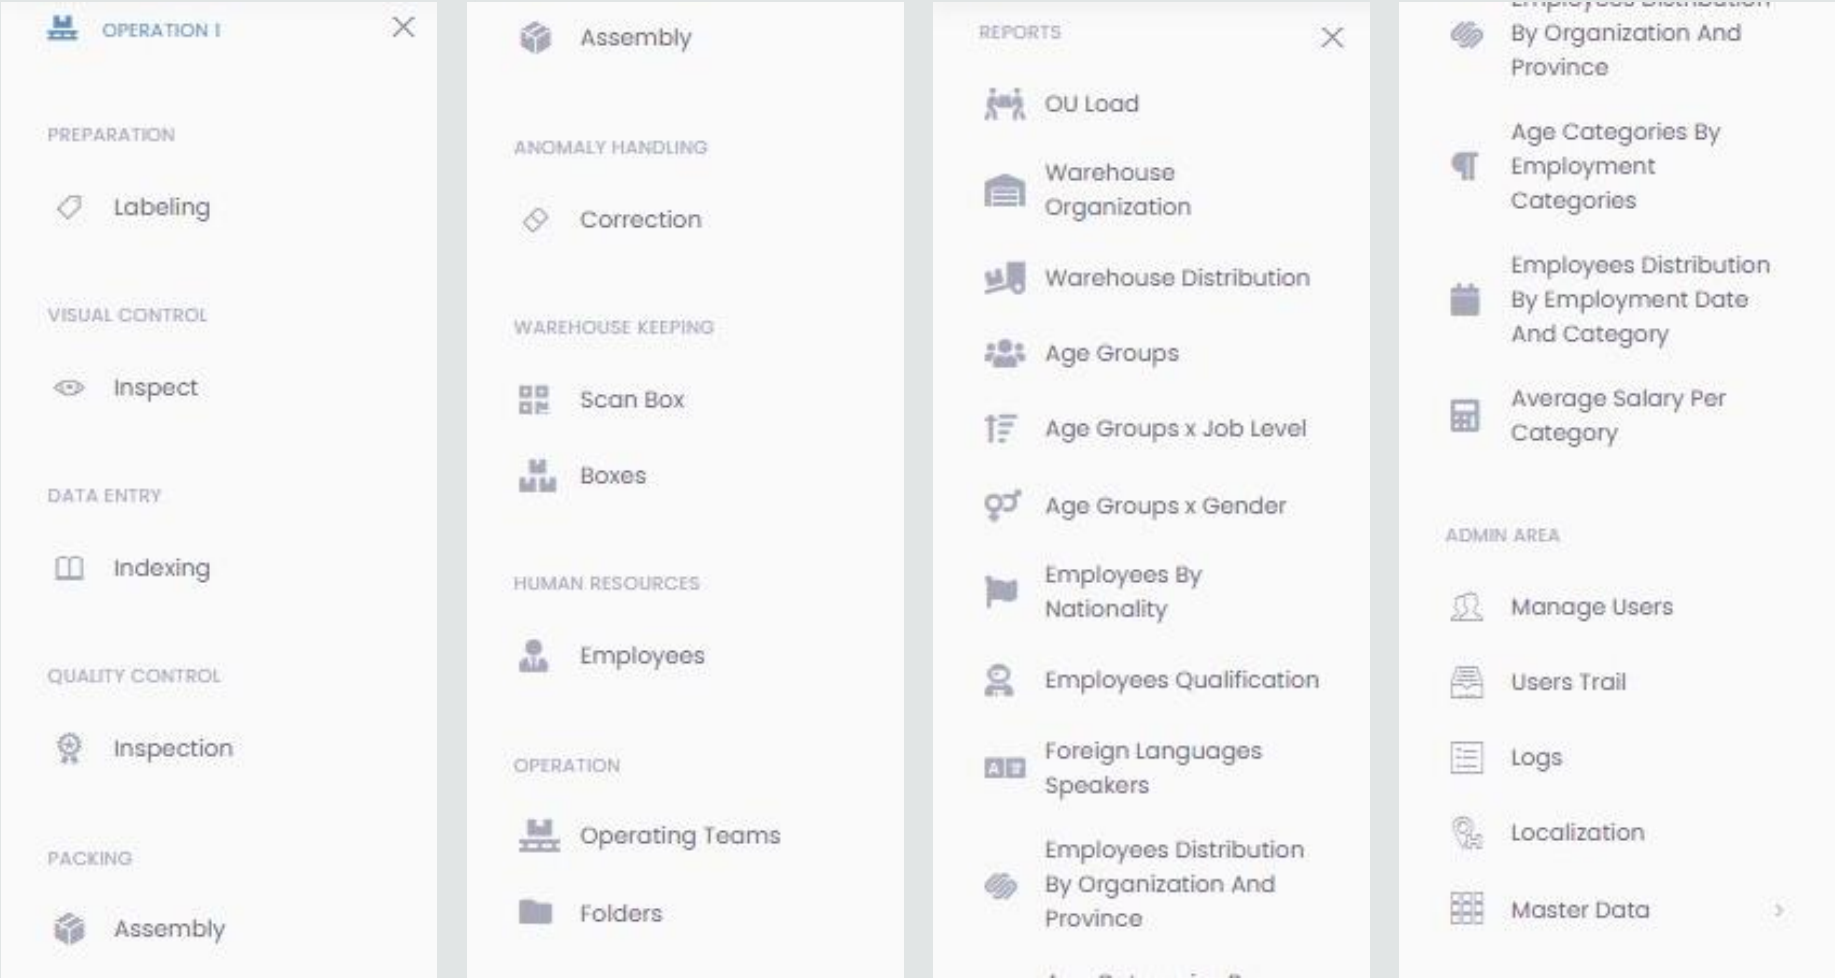 OPERATION 1
PREPARATION
Labeling
VISUAL CONTROL
Inspect
DATA ENTRY
Indexing
QUALITY CONTROL
Inspection
PACKING
Assembly
Assembly
ANOMALY HANDLING
Correction
WAREHOUSE KEEPING
Scan Box
Boxes
HUMAN RESOURCES
Employees
OPERATION
Operating Teams
Folders
REPORTS
OU Load
Warehouse
Organization
Warehouse Distribution
Age Groups
Age Groups x Job Level
Age Groups x Gender
Employees By
Nationality
Employees Qualification
Foreign Languages
Speakers
Employees Distribution
By Organization And
Province
Employees Distribution
By Organization And
Province
Age Categories By
Employment
Categories
Employees Distribution
By Employment Date
And Category
Average Salary Per
Category
ADMIN AREA
Manage Users
Users Trail
Logs
Localization
Master Data